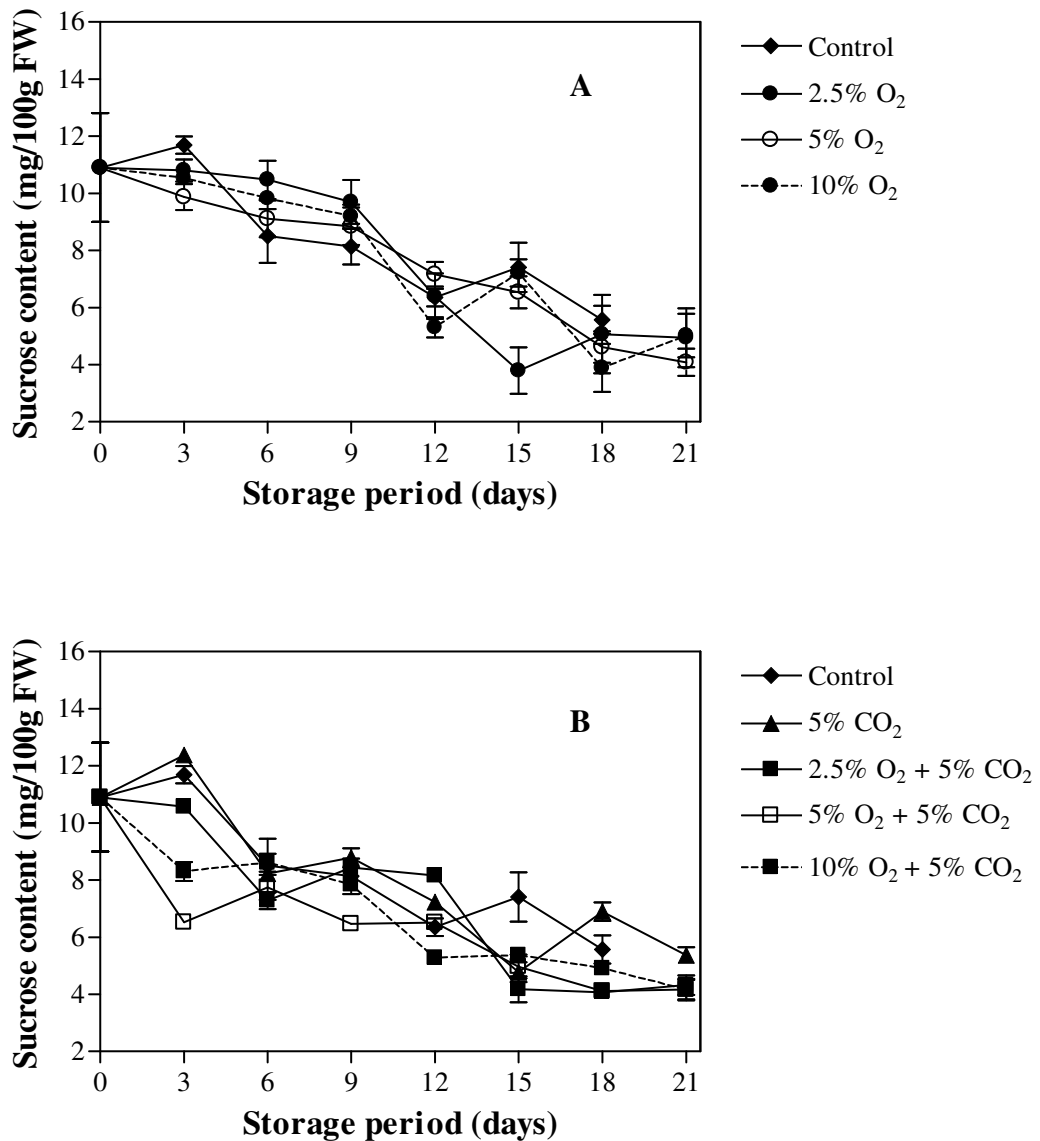 16
14
12
10
8
6
4
2
Sucrose content (mg/100g FW)
A
0 3 6 9 12 15 18 21
Storage period (days)
Control
2.5% O₂
5% O₂
10% O₂
16
14
12
10
8
6
4
2
Sucrose content (mg/100g FW)
B
0 3 6 9 12 15 18 21
Storage period (days)
Control
5% CO₂
2.5% O₂ + 5% CO₂
5% O₂ + 5% CO₂
10% O₂ + 5% CO₂